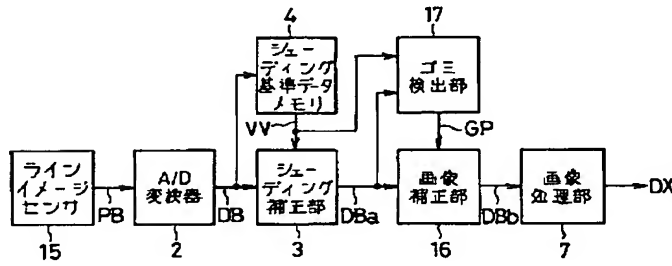 4
シェー
ディング
基準データ
メモリ
17
ゴミ
検出部
VV
GP
ライン
イメージ
センサ
PB
A/D
変換器
DB
シェー
ディング
補正部
DBa
画像
補正部
DBb
画像
処理部
DX
15
2
3
16
7